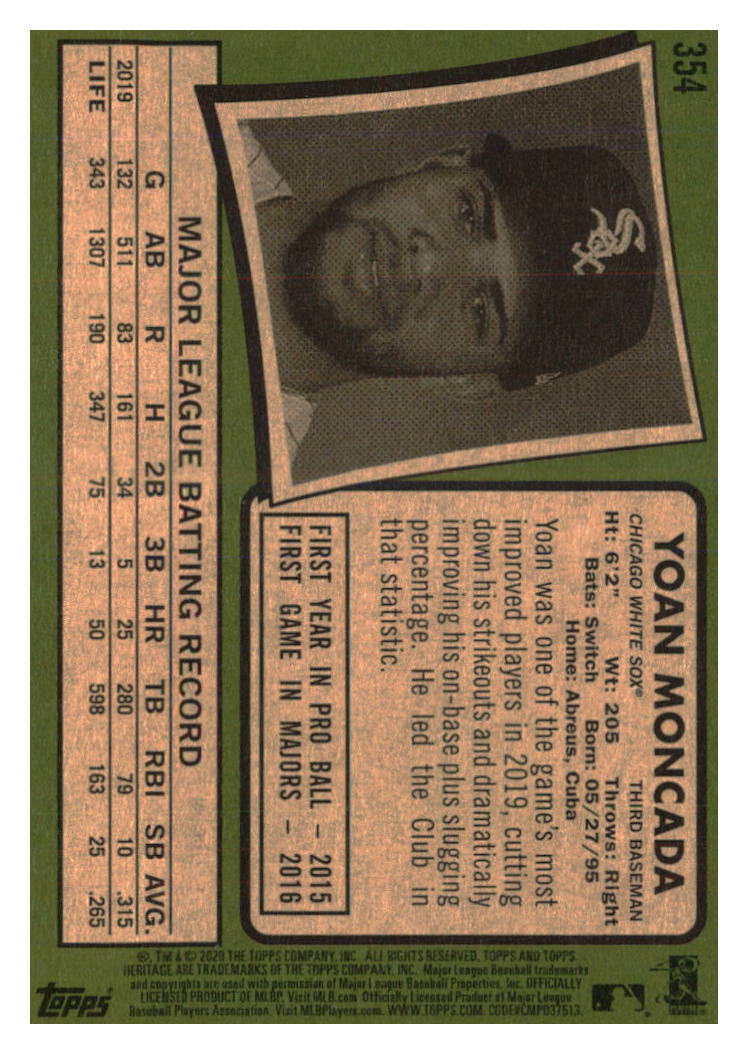 354
YOAN MONCADA
CHICAGO WHITE SOX® THIRD BASEMAN
Ht: 6'2" Wt: 205 Throws: Right
Bats: Switch Born: 05/27/95
Home: Abreus, Cuba
Yoan was one of the game's most
improved players in 2019, cutting
down his strikeouts and dramatically
improving his on-base plus slugging
percentage. He led the Club in
that statistic.
FIRST YEAR IN PRO BALL – 2015
FIRST GAME IN MAJORS – 2016
Sox
MAJOR LEAGUE BATTING RECORD
G AB R H 2B 3B HR TB RBI SB AVG.
2019 132 511 83 161 34 5 25 280 79 10 .315
LIFE 343 1307 190 347 75 13 50 598 163 25 .265
®, TM & © 2020 THE TOPPS COMPANY, INC. ALL RIGHTS RESERVED. TOPPS AND TOPPS
HERITAGE ARE TRADEMARKS OF THE TOPPS COMPANY, INC. Major League Baseball trademarks
and copyrights are used with permission of Major League Baseball Properties, Inc. OFFICIALLY
LICENSED PRODUCT OF MLBP. Visit MLB.com Officially Licensed Product of Major League
Baseball Players Association. Visit MLBPlayers.com. WWW.TOPPS.COM. CODE#CMP037513.
Topps